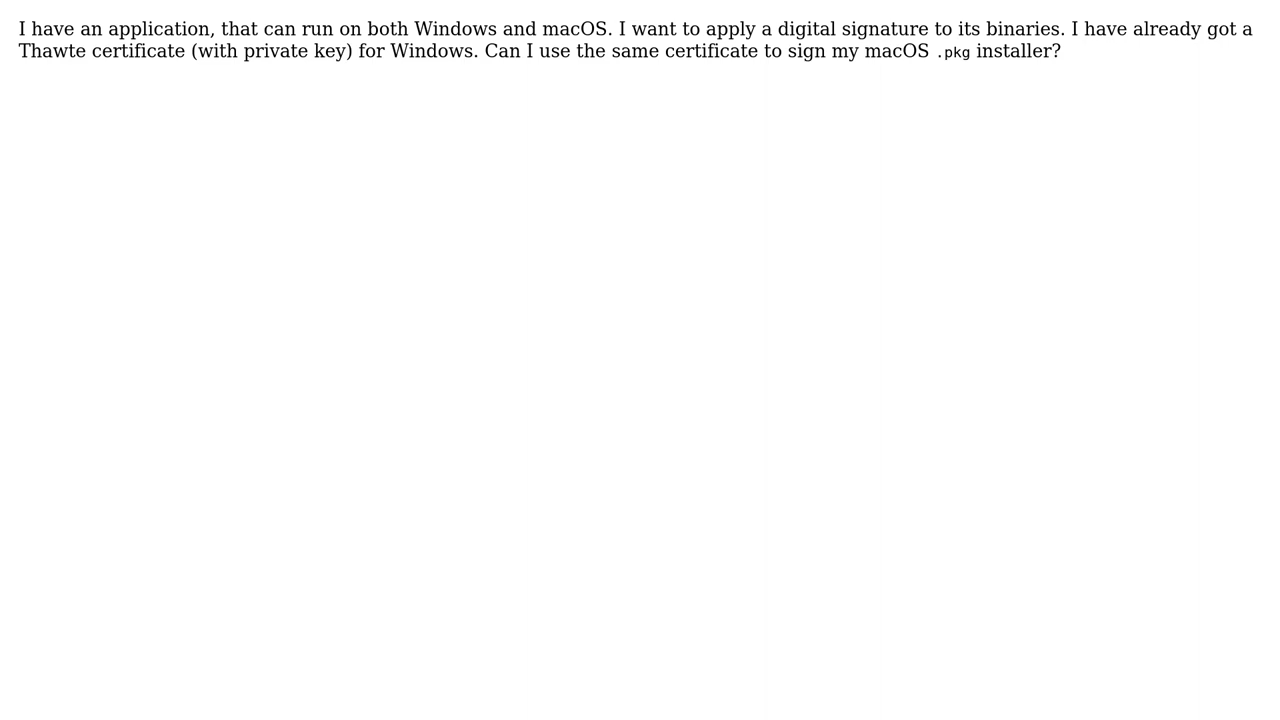 I have an application, that can run on both Windows and macOS. I want to apply a digital signature to its binaries. I have already got a
Thawte certificate (with private key) for Windows. Can I use the same certificate to sign my macOS .pkg installer?